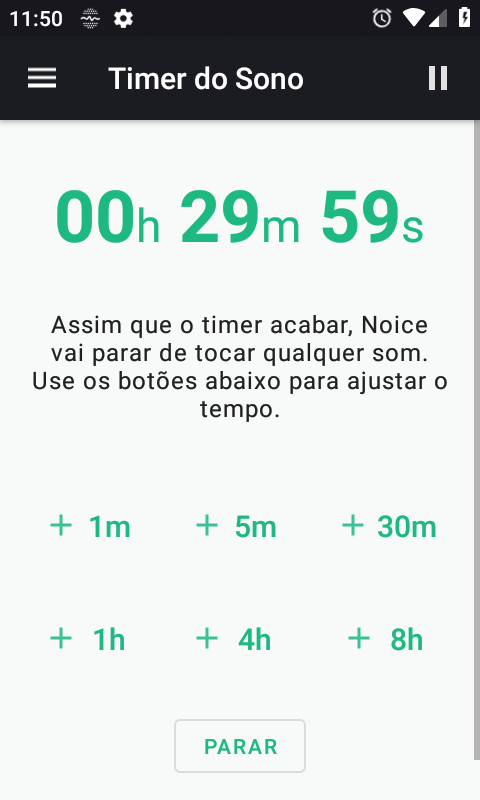 11:50
Timer do Sono
00h 29m 59s
Assim que o timer acabar, Noice
vai parar de tocar qualquer som.
Use os botões abaixo para ajustar o
tempo.
+ 1m + 5m + 30m
+ 1h + 4h + 8h
PARAR